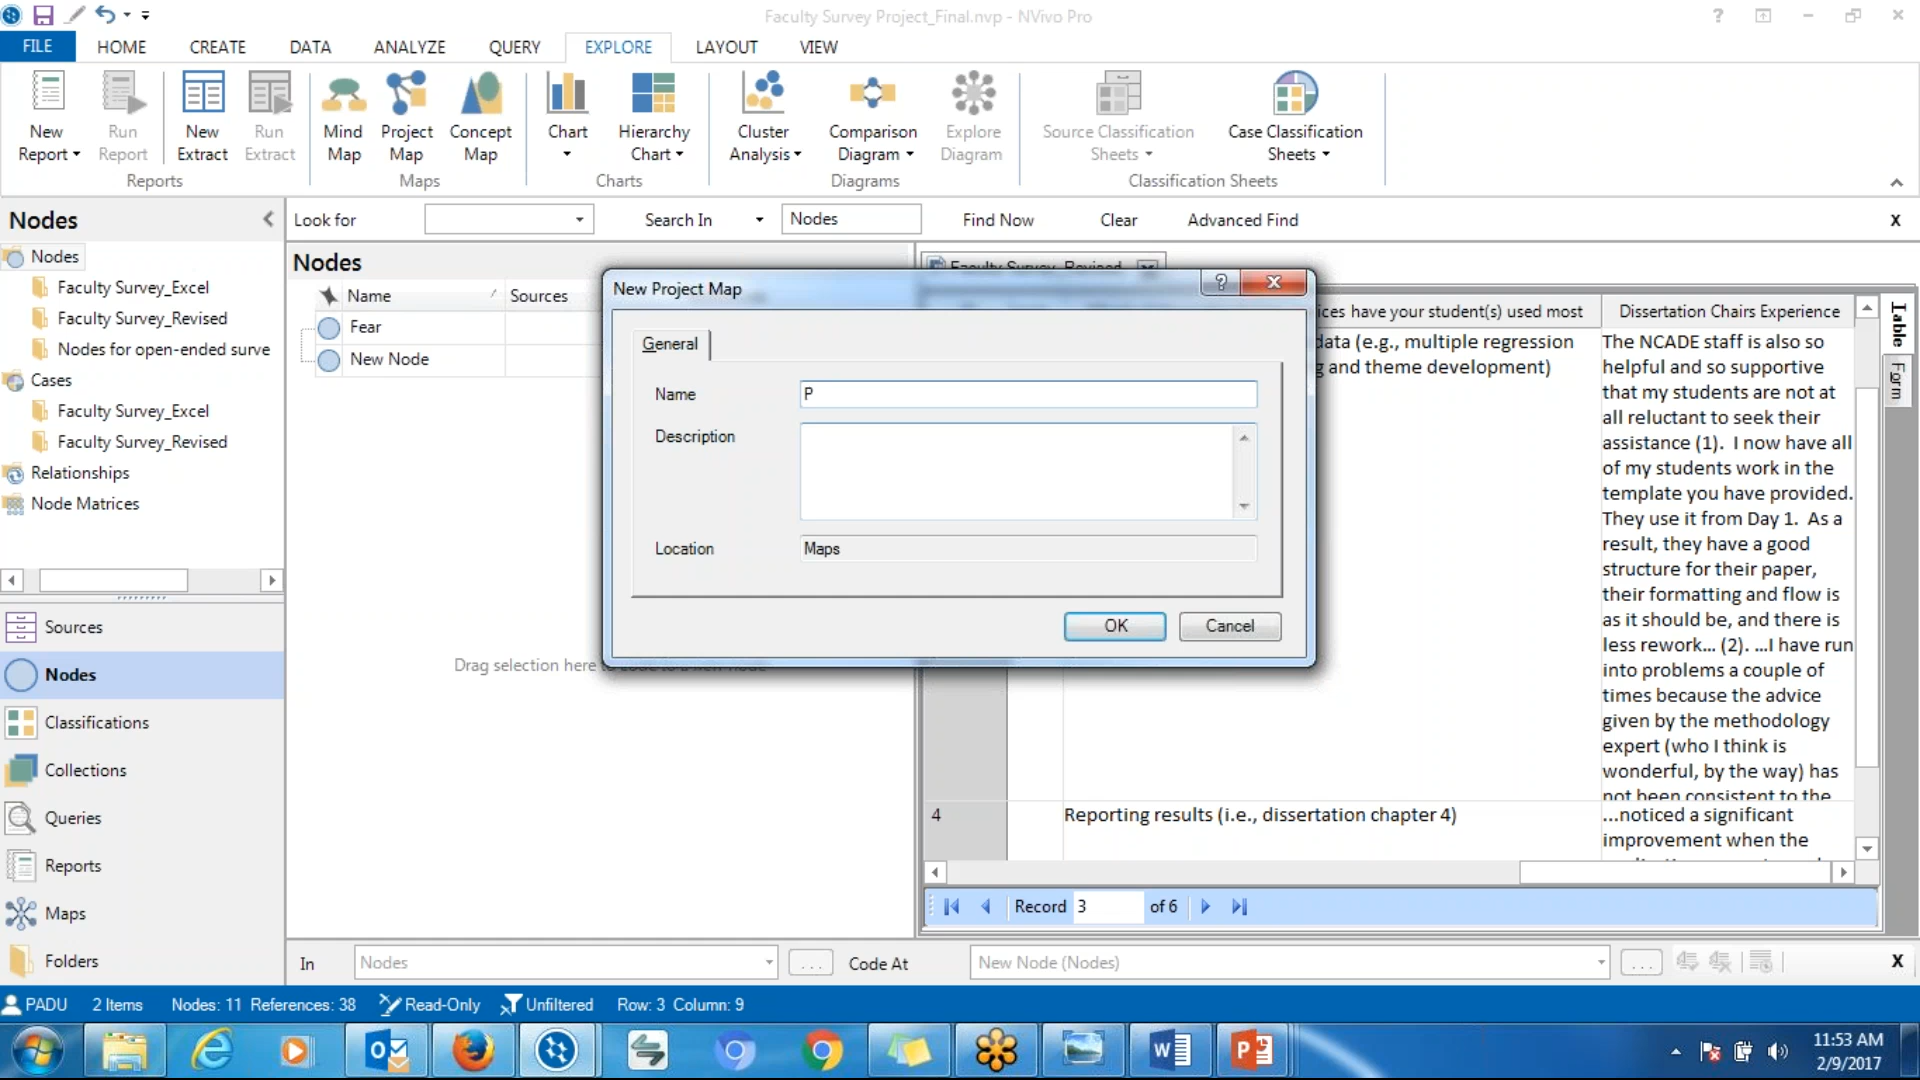 Faculty Survey Project_Final.nvp - NVivo Pro
?
FILE
HOME
CREATE
DATA
ANALYZE
QUERY
EXPLORE
LAYOUT
VIEW
New Report
Run Report
New Extract
Run Extract
Mind Map
Project Map
Concept Map
Chart
Hierarchy Chart
Cluster Analysis
Comparison Diagram
Explore Diagram
Source Classification Sheets
Case Classification Sheets
Reports
Maps
Charts
Diagrams
Classification Sheets
Nodes
Look for
Search In
Nodes
Find Now
Clear
Advanced Find
X
Nodes
Faculty Survey_Excel
Faculty Survey_Revised
Nodes for open-ended surve
Cases
Faculty Survey_Excel
Faculty Survey_Revised
Relationships
Node Matrices
Sources
Nodes
Classifications
Collections
Queries
Reports
Maps
Folders
Nodes
Name
Sources
Fear
New Node
Drag selection here
Faculty Survey_Revised
New Project Map
?
General
Name
P
Description
Location
Maps
OK
Cancel
ices have your student(s) used most
Dissertation Chairs Experience
data (e.g., multiple regression
g and theme development)
The NCADE staff is also so
helpful and so supportive
that my students are not at
all reluctant to seek their
assistance (1).  I now have all
of my students work in the
template you have provided.
They use it from Day 1.  As a
result, they have a good
structure for their paper,
their formatting and flow is
as it should be, and there is
less rework... (2). ...I have run
into problems a couple of
times because the advice
given by the methodology
expert (who I think is
wonderful, by the way) has
not been consistent to the
4
Reporting results (i.e., dissertation chapter 4)
...noticed a significant
improvement when the
Table
Form
Record 3 of 6
In
Nodes
...
Code At
New Node (Nodes)
...
X
PADU
2 Items
Nodes: 11 References: 38
Read-Only
Unfiltered
Row: 3 Column: 9
11:53 AM
2/9/2017